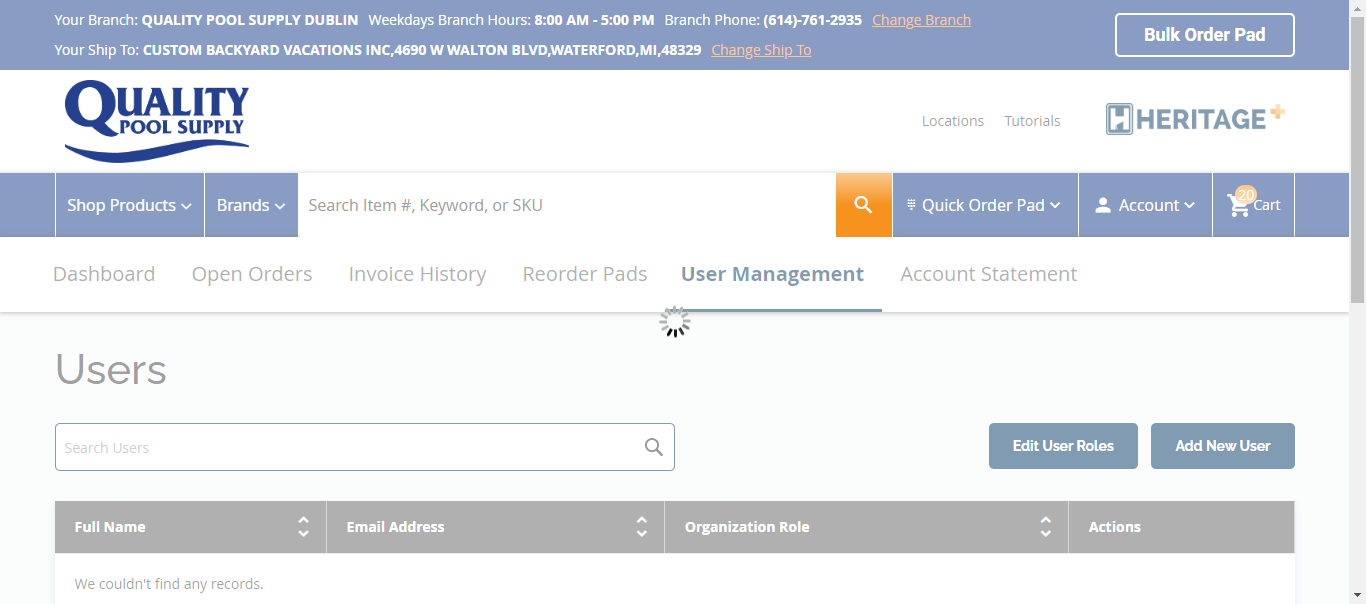 Your Branch: QUALITY POOL SUPPLY DUBLIN Weekdays Branch Hours: 8:00 AM - 5:00 PM Branch Phone: (614)-761-2935 Change Branch
Your Ship To: CUSTOM BACKYARD VACATIONS INC,4690 W WALTON BLVD,WATERFORD,MI,48329 Change Ship To
Bulk Order Pad
QUALITY
POOL SUPPLY
Locations Tutorials
HERITAGE+
Shop Products Brands Search Item #, Keyword, or SKU Quick Order Pad Account 20 Cart
Dashboard Open Orders Invoice History Reorder Pads User Management Account Statement
Users
Search Users
Edit User Roles Add New User
Full Name Email Address Organization Role Actions
We couldn't find any records.